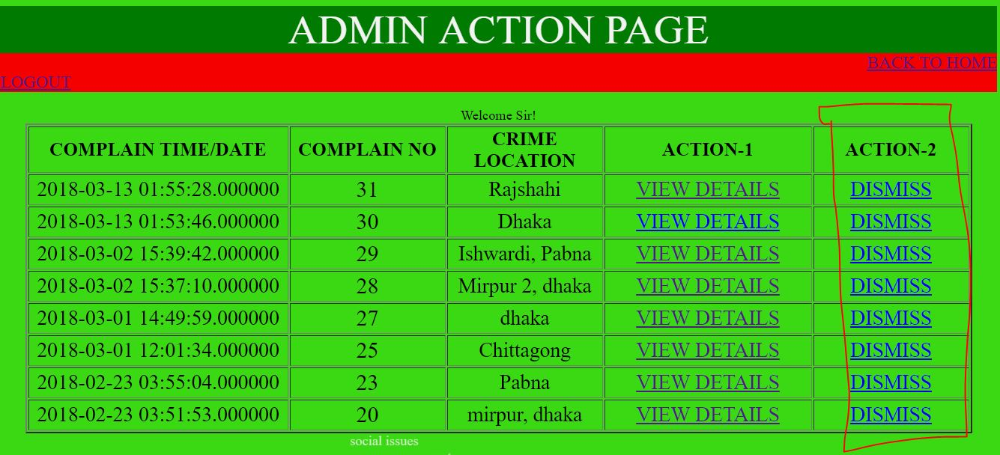 ADMIN ACTION PAGE
BACK TO HOME
LOGOUT
Welcome Sir!
COMPLAIN TIME/DATE COMPLAIN NO CRIME LOCATION ACTION-1 ACTION-2
2018-03-13 01:55:28.000000 31 Rajshahi VIEW DETAILS DISMISS
2018-03-13 01:53:46.000000 30 Dhaka VIEW DETAILS DISMISS
2018-03-02 15:39:42.000000 29 Ishwardi, Pabna VIEW DETAILS DISMISS
2018-03-02 15:37:10.000000 28 Mirpur 2, dhaka VIEW DETAILS DISMISS
2018-03-01 14:49:59.000000 27 dhaka VIEW DETAILS DISMISS
2018-03-01 12:01:34.000000 25 Chittagong VIEW DETAILS DISMISS
2018-02-23 03:55:04.000000 23 Pabna VIEW DETAILS DISMISS
2018-02-23 03:51:53.000000 20 mirpur, dhaka VIEW DETAILS DISMISS
social issues